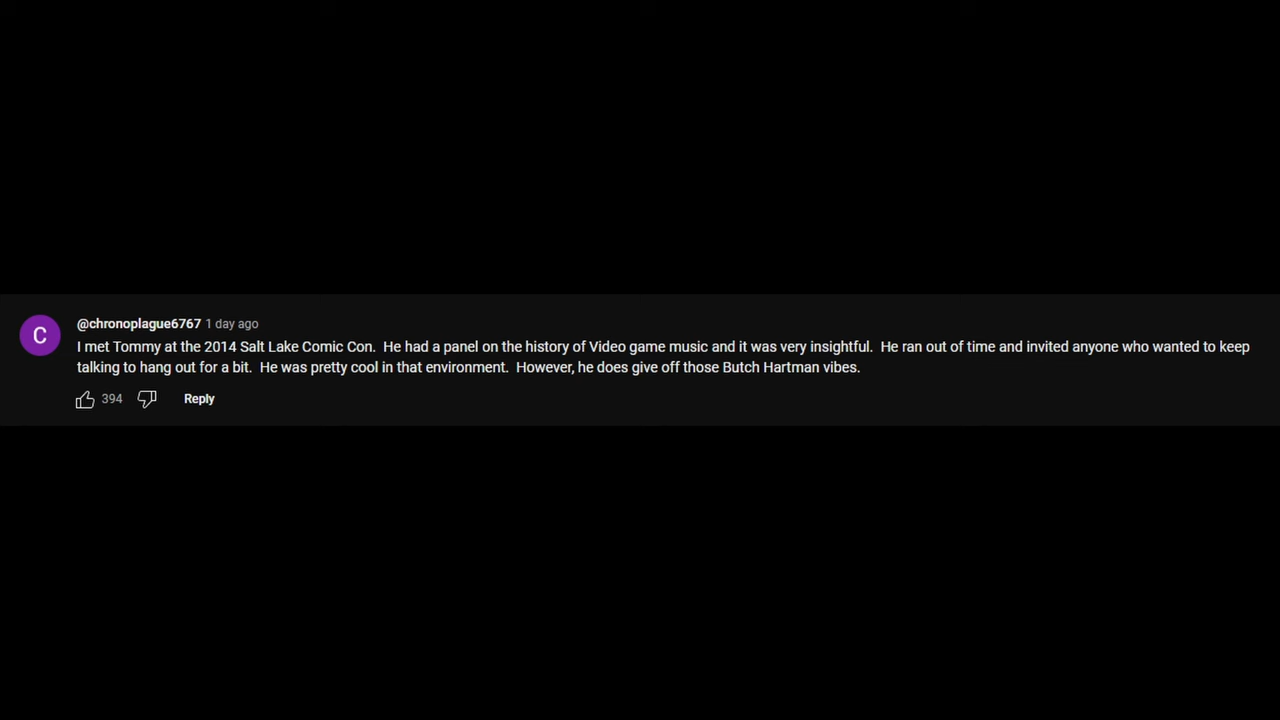 C
@chronoplague6767 1 day ago
I met Tommy at the 2014 Salt Lake Comic Con.  He had a panel on the history of Video game music and it was very insightful.  He ran out of time and invited anyone who wanted to keep
talking to hang out for a bit.  He was pretty cool in that environment.  However, he does give off those Butch Hartman vibes.
394 Reply